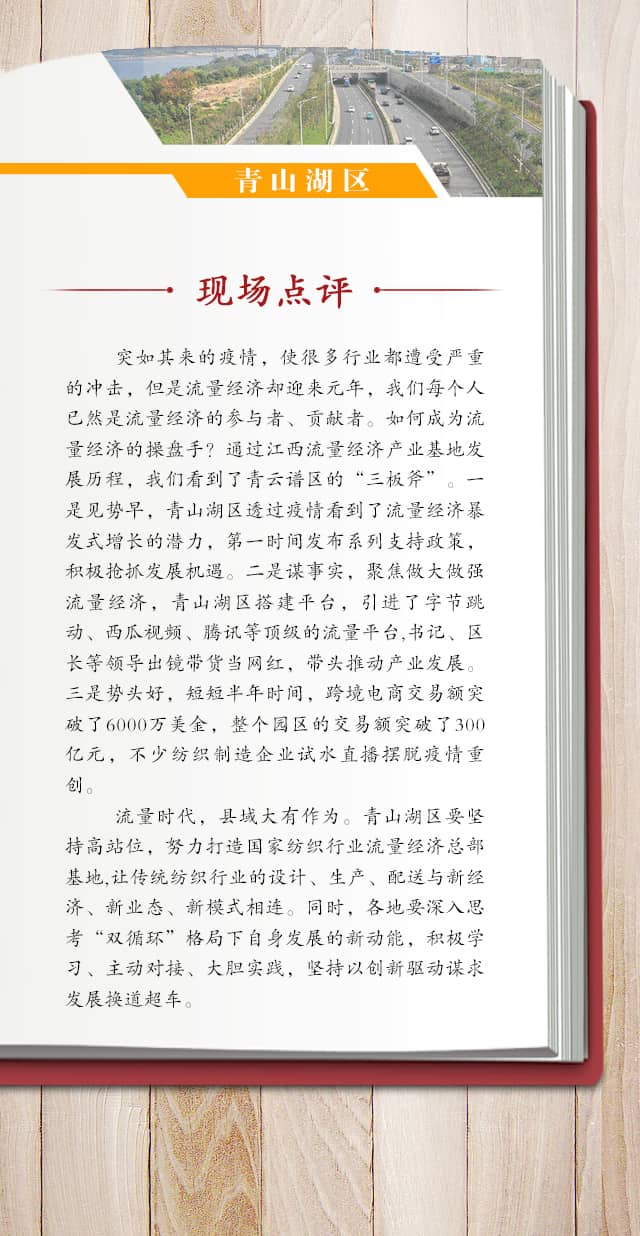 青山湖区
现场点评
突如其来的疫情，使很多行业都遭受严重
的冲击，但是流量经济却迎来元年，我们每个人
已然是流量经济的参与者、贡献者。如何成为流
量经济的操盘手？通过江西流量经济产业基地发
展历程，我们看到了青云谱区的“三板斧”。一
是见势早，青山湖区透过疫情看到了流量经济暴
发式增长的潜力，第一时间发布系列支持政策，
积极抢抓发展机遇。二是谋事实，聚焦做大做强
流量经济，青山湖区搭建平台，引进了字节跳
动、西瓜视频、腾讯等顶级的流量平台,书记、区
长等领导出镜带货当网红，带头推动产业发展。
三是势头好，短短半年时间，跨境电商交易额突
破了6000万美金，整个园区的交易额突破了300
亿元，不少纺织制造企业试水直播摆脱疫情重
创。
流量时代，县域大有作为。青山湖区要坚
持高站位，努力打造国家纺织行业流量经济总部
基地,让传统纺织行业的设计、生产、配送与新经
济、新业态、新模式相连。同时，各地要深入思
考“双循环”格局下自身发展的新动能，积极学
习、主动对接、大胆实践，坚持以创新驱动谋求
发展换道超车。